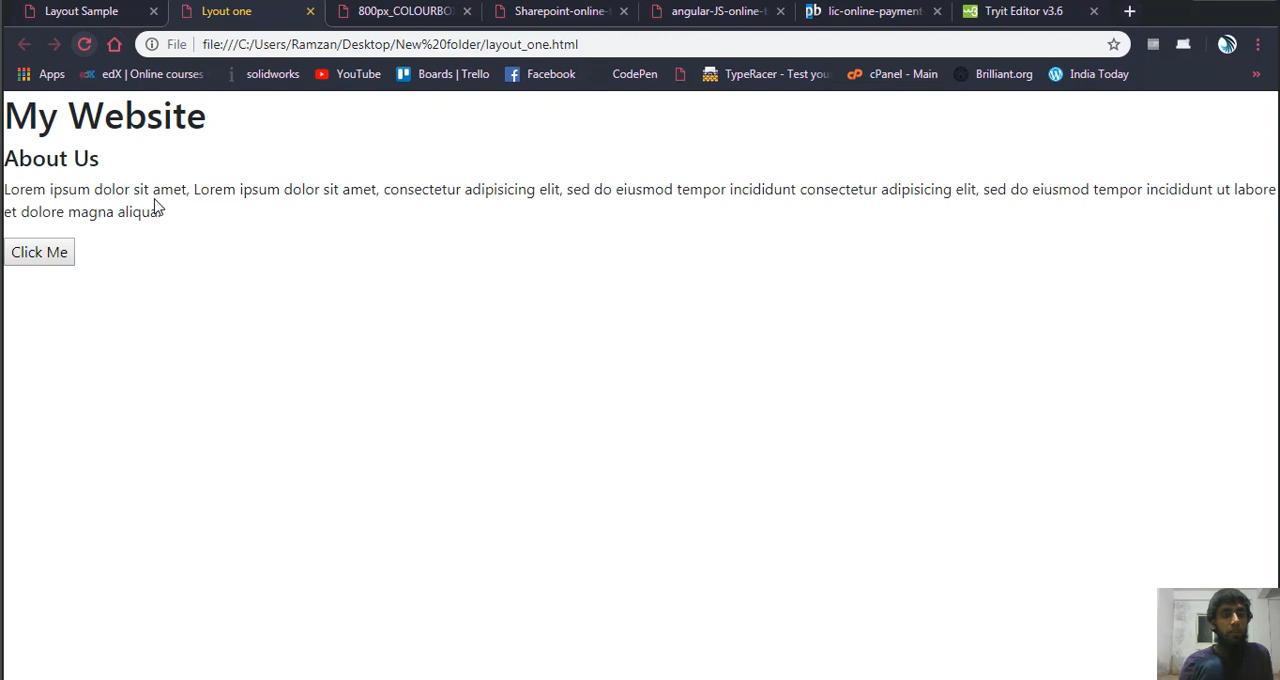 Layout Sample
Lyout one
800px_COLOURBO
Sharepoint-online-
angular-JS-online-
lic-online-payment
Tryit Editor v3.6
File
file:///C:/Users/Ramzan/Desktop/New%20folder/layout_one.html
Apps
edX | Online courses
solidworks
YouTube
Boards | Trello
Facebook
CodePen
TypeRacer - Test you
cPanel - Main
Brilliant.org
India Today
My Website
About Us
Lorem ipsum dolor sit amet, Lorem ipsum dolor sit amet, consectetur adipisicing elit, sed do eiusmod tempor incididunt consectetur adipisicing elit, sed do eiusmod tempor incididunt ut labore
et dolore magna aliqua
Click Me